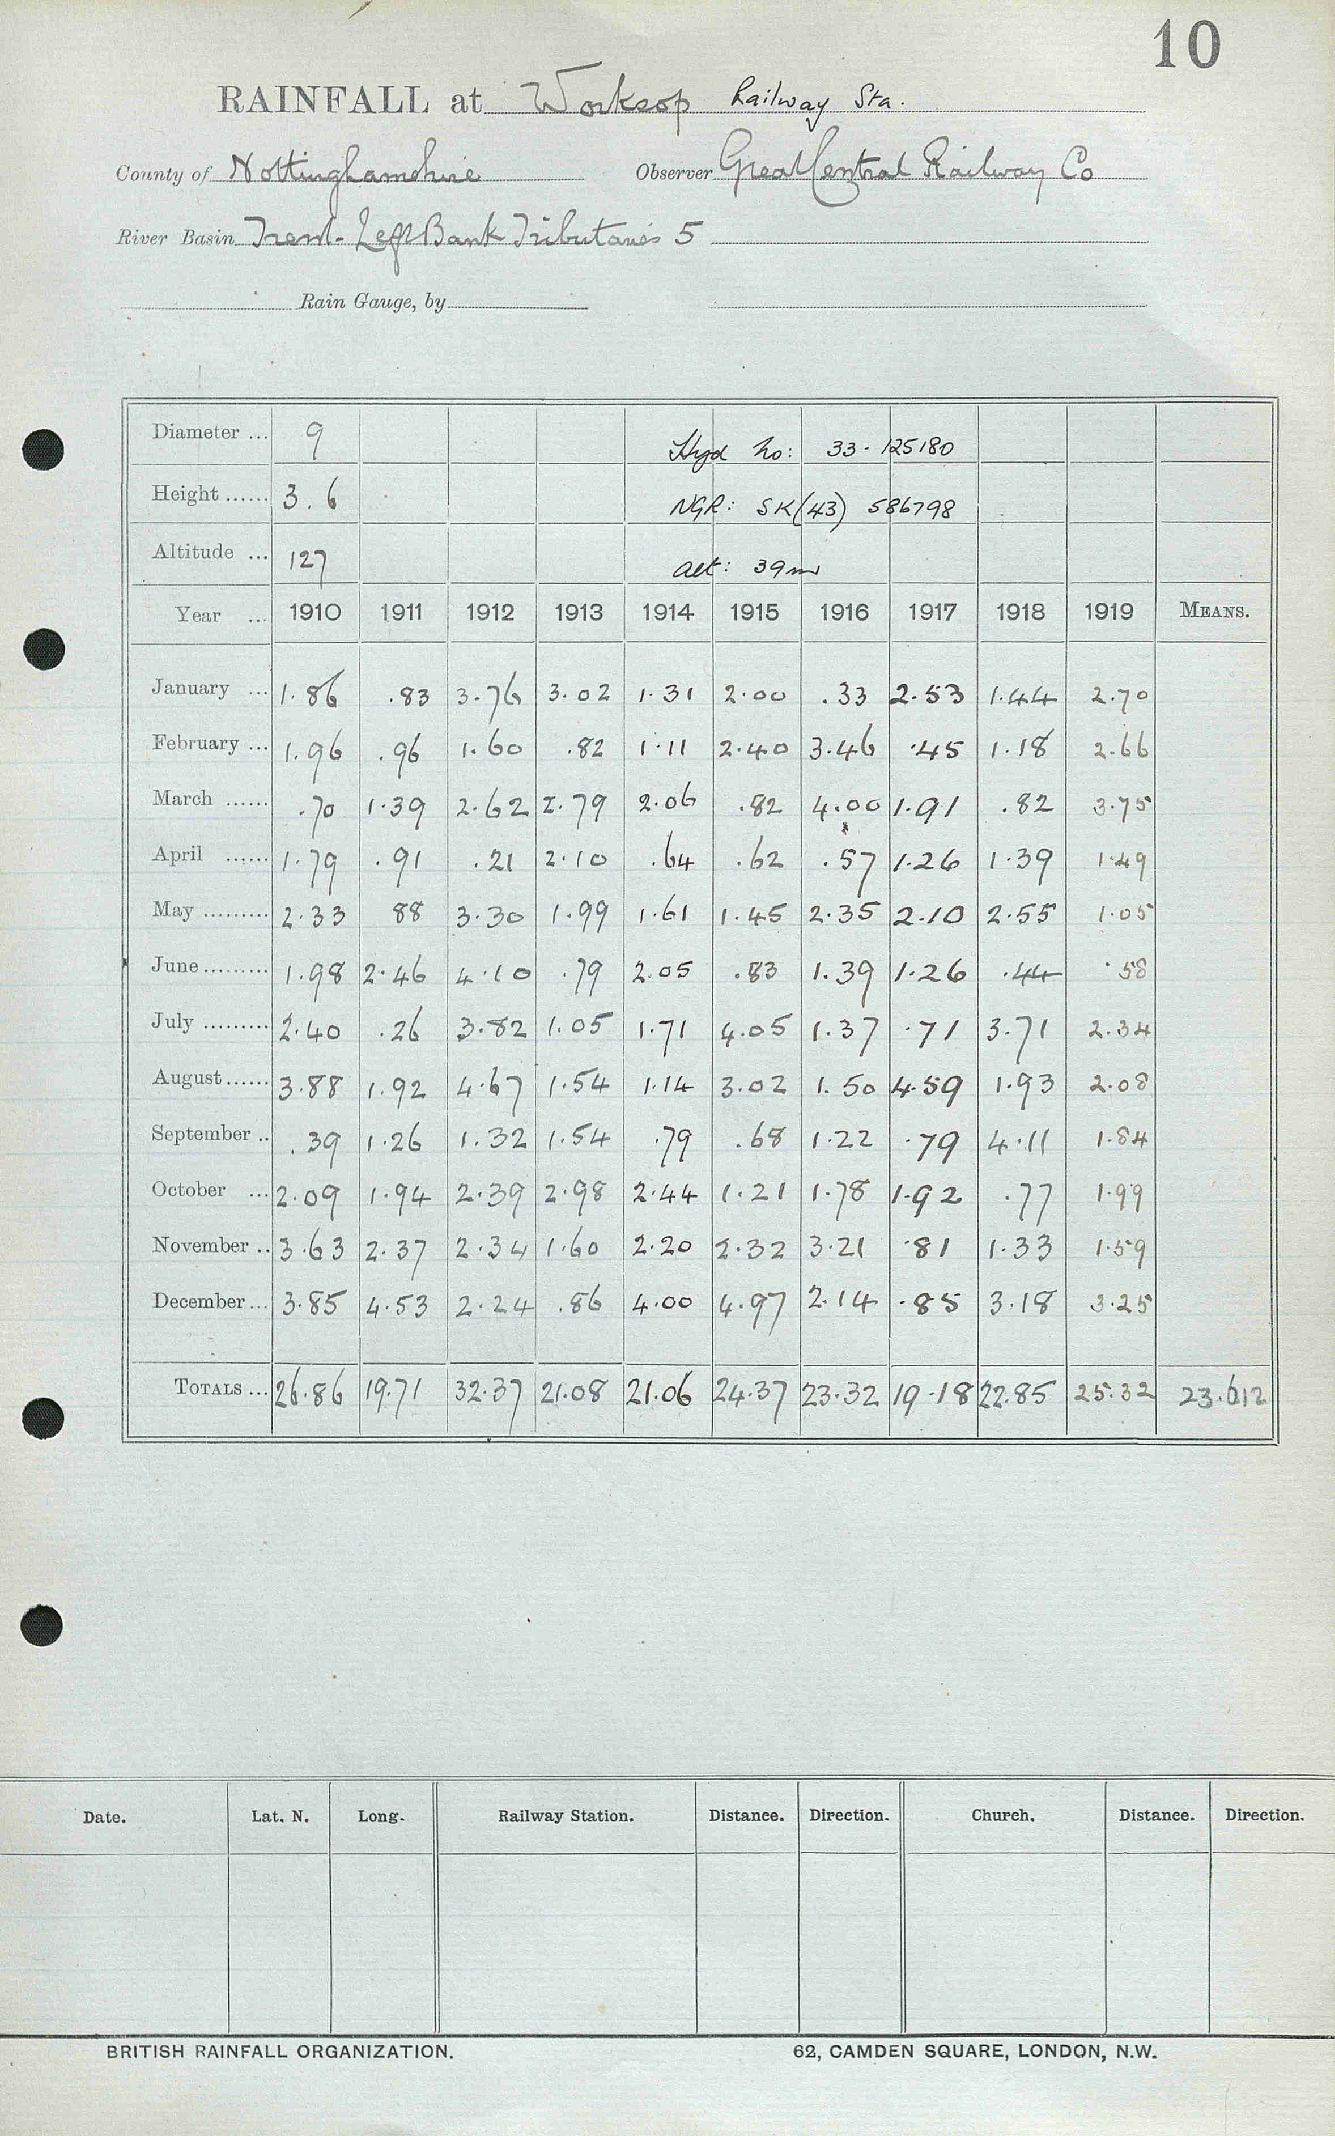 10
RAINFALL at Worksop Railway Sta.
County of Nottinghamshire Observer Great Central Railway Co
River Basin Trent-Left Bank Tributaries 5
Rain Gauge, by
Diameter ... 9 Hyd No: 33-125180
Height ...... 3.6 NGR: SK(43) 586798
Altitude ... 127 alt: 39m
Year ... 1910 1911 1912 1913 1914 1915 1916 1917 1918 1919 MEANS.
January ... 1.86 .83 3.76 3.02 1.31 2.00 .33 2.53 1.44 2.70
February ... 1.96 .96 1.60 .82 1.11 2.40 3.46 .45 1.18 2.66
March ...... .70 1.39 2.62 2.79 2.06 .82 4.00 1.91 .82 3.75
April ...... 1.79 .91 .21 2.10 .64 .62 .57 1.26 1.39 1.49
May ......... 2.33 88 3.30 1.99 1.61 1.45 2.35 2.10 2.55 1.05
June ......... 1.98 2.46 4.10 .79 2.05 .83 1.39 1.26 .44 .58
July ......... 2.40 .26 3.82 1.05 1.71 4.05 1.37 .71 3.71 2.34
August ...... 3.88 1.92 4.67 1.54 1.14 3.02 1.50 4.59 1.93 2.08
September .. .39 1.26 1.32 1.54 .79 .68 1.22 .79 4.11 1.84
October ... 2.09 1.94 2.39 2.98 2.44 1.21 1.78 1.92 .77 1.99
November .. 3.63 2.37 2.34 1.60 2.20 2.32 3.21 .81 1.33 1.59
December ... 3.85 4.53 2.24 .86 4.00 4.97 2.14 .85 3.18 3.25
TOTALS ... 26.86 19.71 32.37 21.08 21.06 24.37 23.32 19.18 22.85 25.32 23.612
Date. Lat. N. Long. Railway Station. Distance. Direction. Church. Distance. Direction.
BRITISH RAINFALL ORGANIZATION. 62, CAMDEN SQUARE, LONDON, N.W.